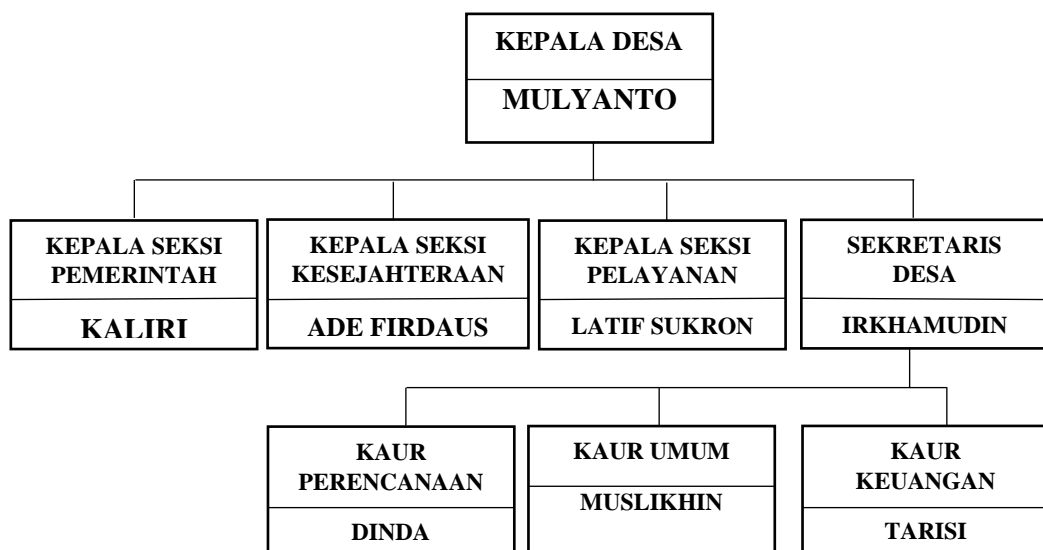 KEPALA DESA
MULYANTO
KEPALA SEKSI
PEMERINTAH
KALIRI
KEPALA SEKSI
KESEJAHTERAAN
ADE FIRDAUS
KEPALA SEKSI
PELAYANAN
LATIF SUKRON
SEKRETARIS
DESA
IRKHAMUDIN
KAUR
PERENCANAAN
DINDA
KAUR UMUM
MUSLIKHIN
KAUR
KEUANGAN
TARISI